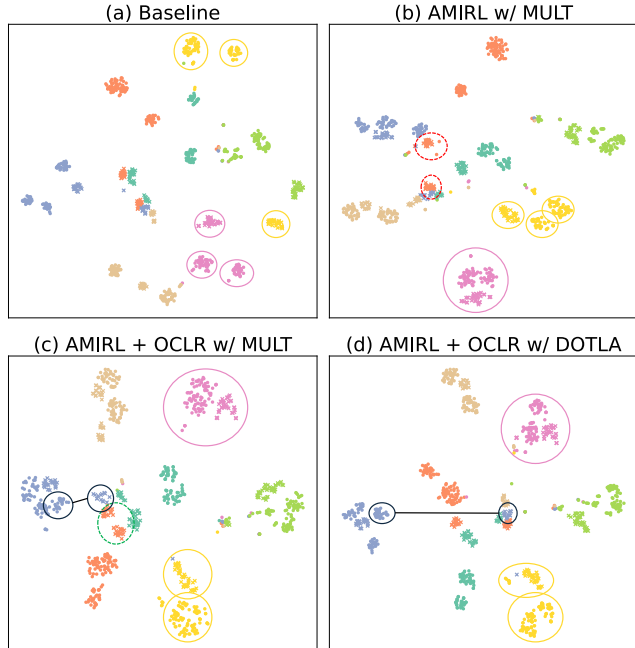 (a) Baseline
(b) AMIRL w/ MULT
(c) AMIRL + OCLR w/ MULT
(d) AMIRL + OCLR w/ DOTLA